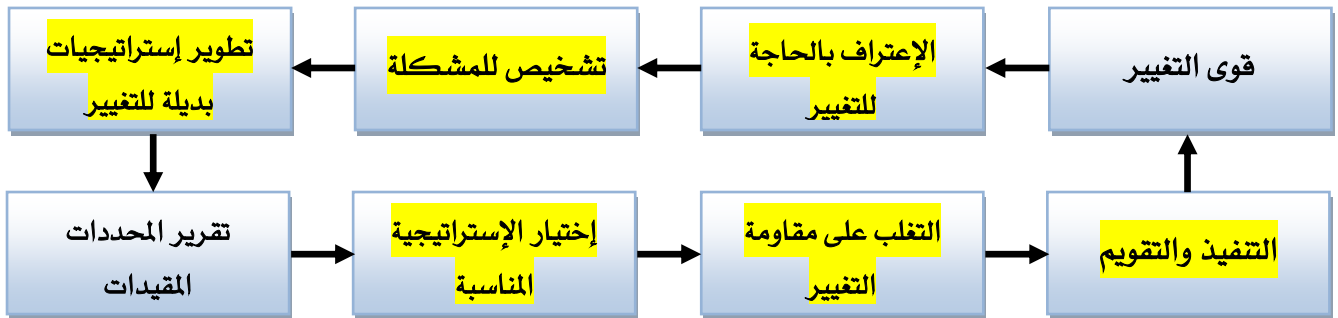 قوى التغيير
الإعتراف بالحاجة
للتغيير
تشخيص للمشكلة
تطوير إستراتيجيات
بديلة للتغيير
تقرير المحددات
المقيدات
إختيار الإستراتيجية
المناسبة
التغلب على مقاومة
التغيير
التنفيذ والتقويم